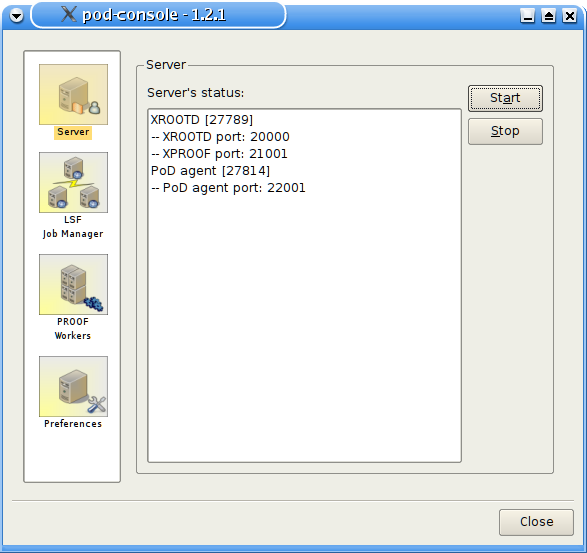 pod-console - 1.2.1
Server
LSF
Job Manager
PROOF
Workers
Preferences
Server
Server's status:
XROOTD [27789]
-- XROOTD port: 20000
-- XPROOF port: 21001
PoD agent [27814]
-- PoD agent port: 22001
Start
Stop
Close